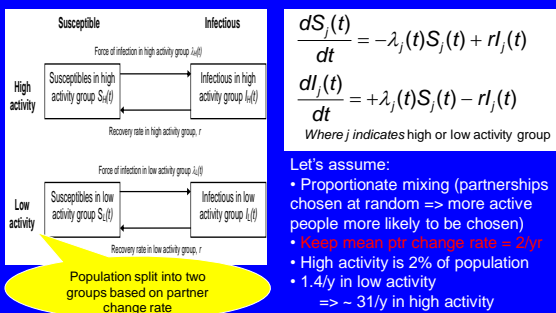 Susceptible
Infectious
Force of infection in high activity group λH(t)
High
activity
Susceptibles in high
activity group SH(t)
Infectious in high
activity group IH(t)
Recovery rate in high activity group, r
Force of infection in low activity group λL(t)
Low
activity
Susceptibles in low
activity group SL(t)
Infectious in low
activity group IL(t)
Recovery rate in low activity group, r
Population split into two
groups based on partner
change rate
dSj(t)/dt = −λj(t)Sj(t) + rIj(t)
dIj(t)/dt = +λj(t)Sj(t) − rIj(t)
Where j indicates high or low activity group
Let's assume:
• Proportionate mixing (partnerships
chosen at random => more active
people more likely to be chosen)
• Keep mean ptr change rate = 2/yr
• High activity is 2% of population
• 1.4/y in low activity
=> ~ 31/y in high activity